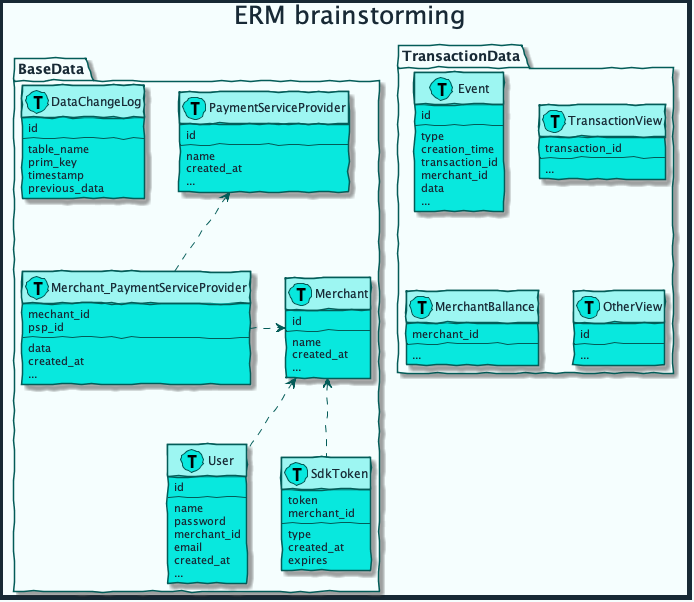 ERM brainstorming
BaseData
T DataChangeLog
id
table_name
prim_key
timestamp
previous_data
T PaymentServiceProvider
id
name
created_at
...
T Merchant_PaymentServiceProvider
mechant_id
psp_id
data
created_at
...
T Merchant
id
name
created_at
...
T User
id
name
password
merchant_id
email
created_at
...
T SdkToken
token
merchant_id
type
created_at
expires
TransactionData
T Event
id
type
creation_time
transaction_id
merchant_id
data
...
T TransactionView
transaction_id
...
T MerchantBallance
merchant_id
...
T OtherView
id
...